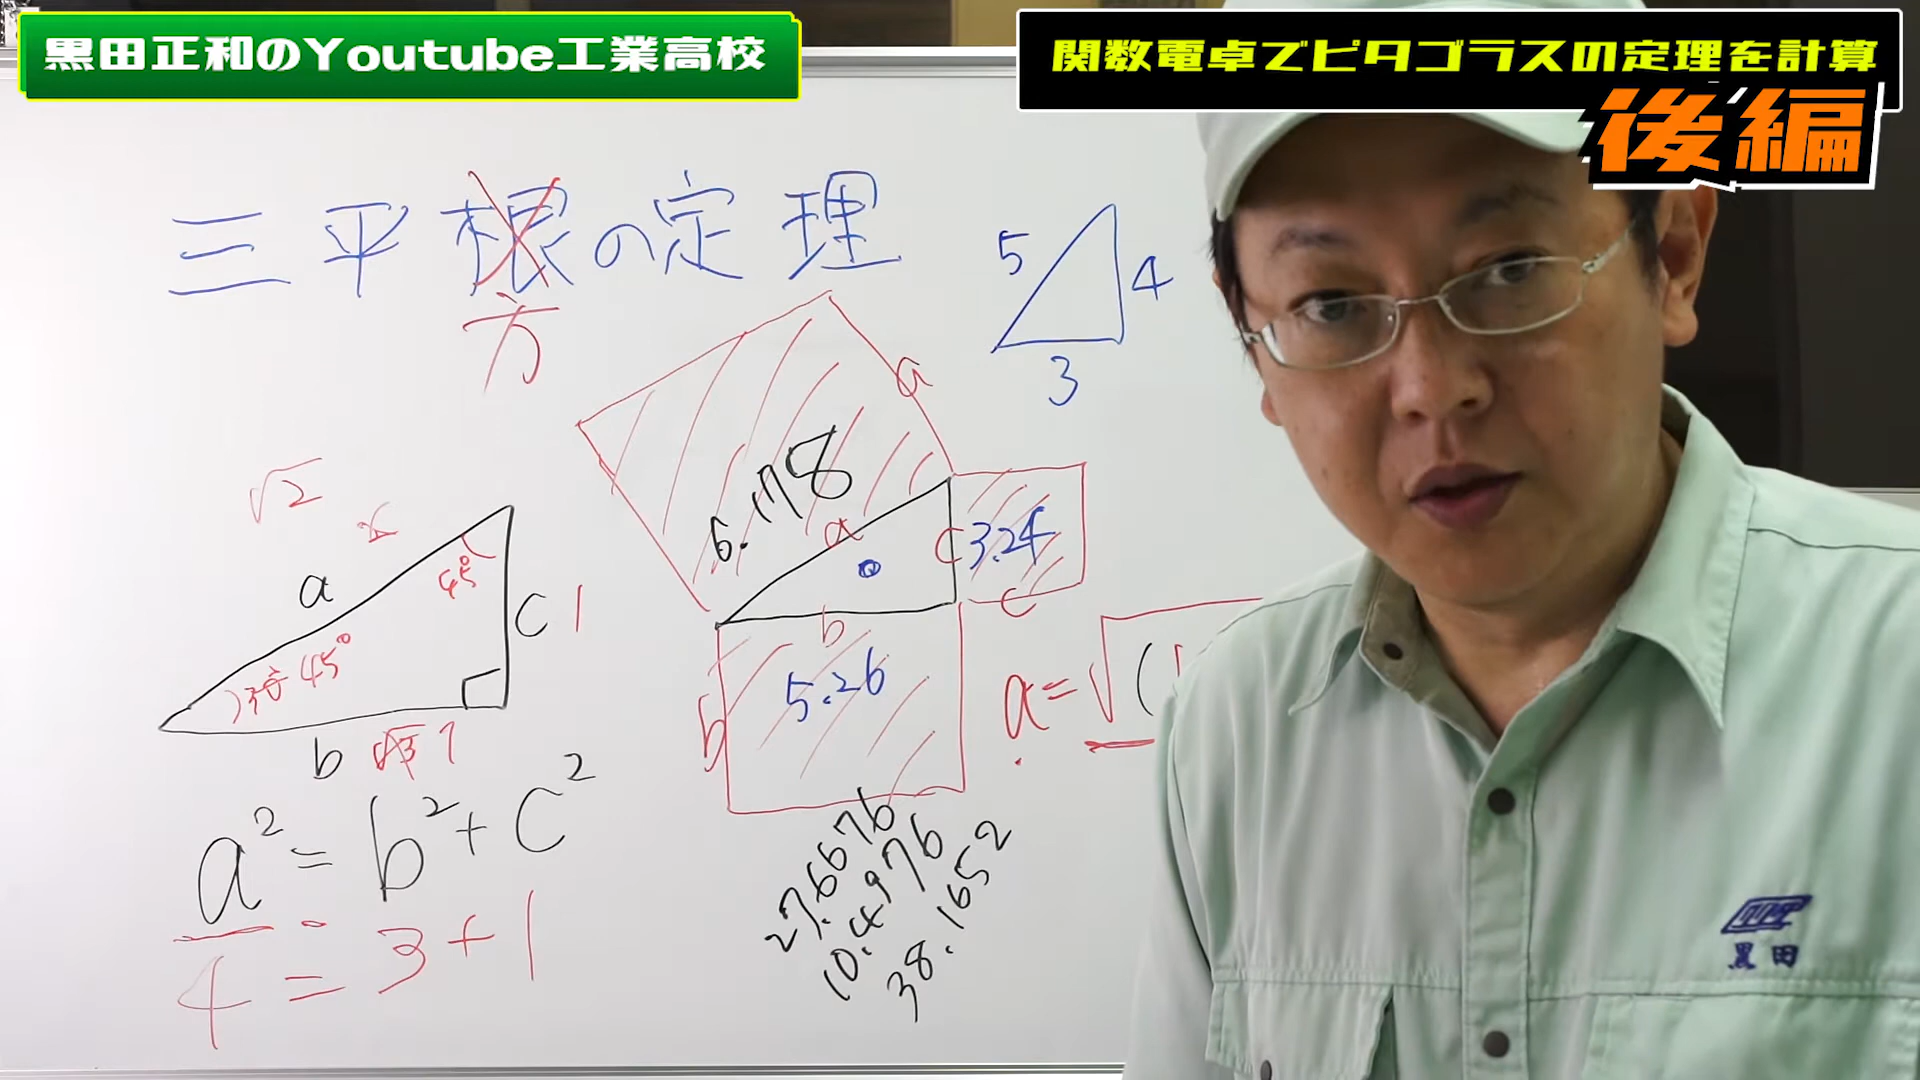 黒田正和のYoutube工業高校
関数電卓でピタゴラスの定理を計算
後編
三平根の定理
方
5
4
3
√2
x
a
45°
c 1
45°
b √3 1
a
6.178
a
c
3.24
c
b
5.26
b
a=√(
a²=b²+c²
4=3+1
27.6676
10.4976
38.1652
黒田